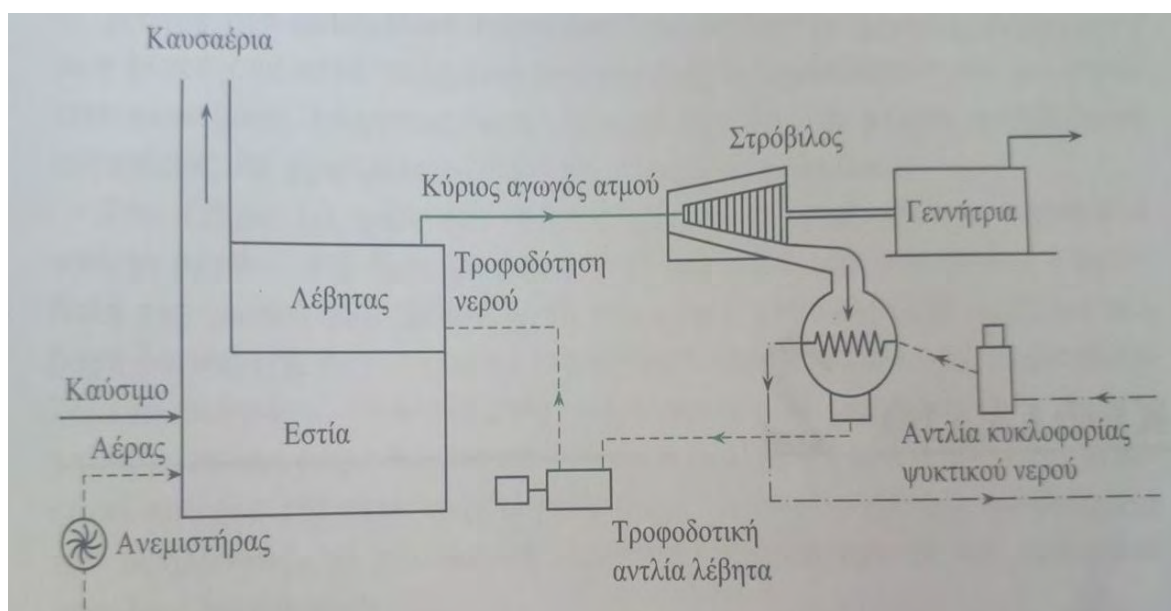 Καυσαέρια
Στρόβιλος
Κύριος αγωγός ατμού
Γεννήτρια
Τροφοδότηση
νερού
Λέβητας
Καύσιμο
Εστία
Αέρας
Αντλία κυκλοφορίας
ψυκτικού νερού
Ανεμιστήρας
Τροφοδοτική
αντλία λέβητα